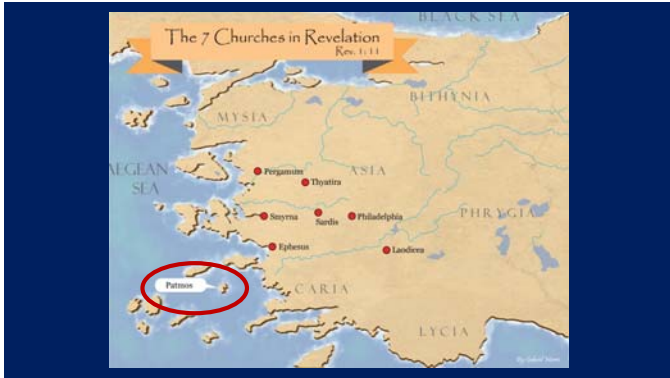 BLACK SEA
The 7 Churches in Revelation
Rev. 1:11
BITHYNIA
MYSIA
AEGEAN
SEA
ASIA
Pergamum
Thyatira
PHRYGIA
Smyrna
Sardis
Philadelphia
Ephesus
Laodicea
Patmos
CARIA
LYCIA